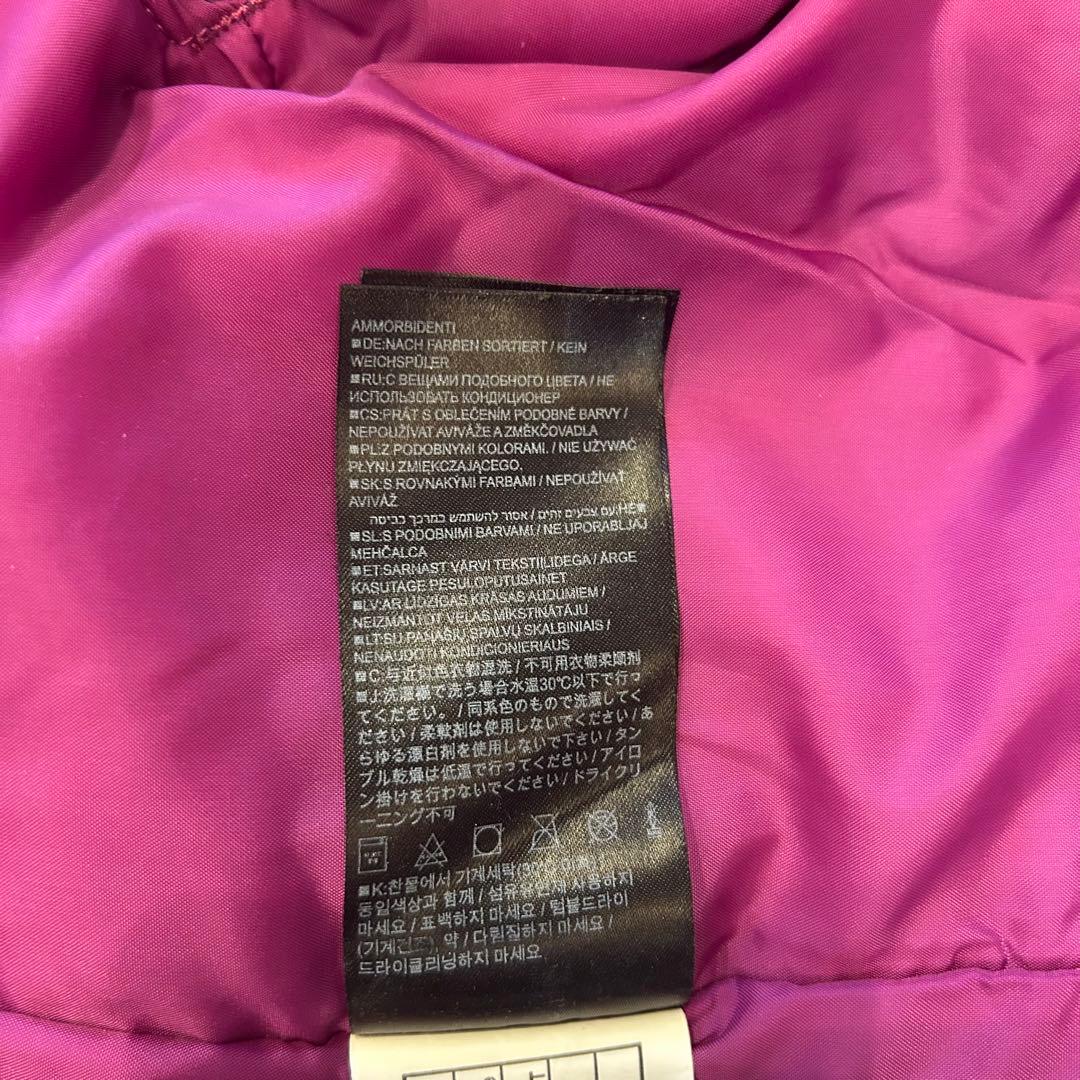 AMMORBIDENTI
■DE:NACH FARBEN SORTIERT / KEIN
WEICHSPÜLER
■RU:С ВЕЩАМИ ПОДОБНОГО ЦВЕТА / НЕ
ИСПОЛЬЗОВАТЬ КОНДИЦИОНЕР
■CS:PRÁT S OBLEČENÍM PODOBNÉ BARVY /
NEPOUŽÍVAT AVIVÁŽE A ZMĚKČOVADLA
■PL:Z PODOBNYMI KOLORAMI. / NIE UŻYWAĆ
PŁYNU ZMIĘKCZAJĄCEGO.
■SK:S ROVNAKÝMI FARBAMI / NEPOUŽÍVAŤ
AVIVÁŽ
■HE:עם צבעים זהים / אסור להשתמש במרכך כביסה
■SL:S PODOBNIMI BARVAMI / NE UPORABLJAJ
MEHČALCA
■ET:SARNAST VÄRVI TEKSTIILIDEGA / ÄRGE
KASUTAGE PESULOPUTUSAINET
■LV:AR LĪDZĪGAS KRĀSAS AUDUMIEM /
NEIZMANTOT VEĻAS MĪKSTINĀTĀJU
■LT:SU PANAŠIŲ SPALVŲ SKALBINIAIS /
NENAUDOTI KONDICIONIERIAUS
■C:与近似色衣物混洗 / 不可用衣物柔顺剂
■J:洗濯機で洗う場合水温30℃以下で行っ
てください。/ 同系色のもので洗濯してく
ださい / 柔軟剤は使用しないでください / あ
らゆる漂白剤を使用しないで下さい / タン
ブル乾燥は低温で行ってください / アイロ
ン掛けを行わないでください / ドライクリ
ーニング不可
■K:찬물에서 기계세탁(30
동일색상과 함께 / 섬유유연제 사용하지
마세요 / 표백하지 마세요 / 텀블드라이
(기계건조), 약 / 다림질하지 마세요 /
드라이클리닝하지 마세요.